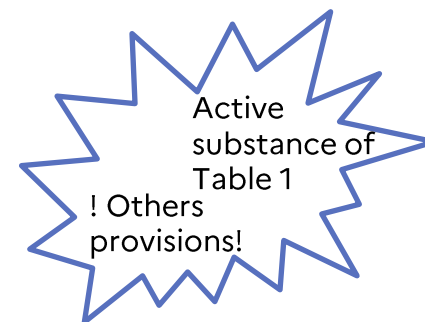 Active
substance of
Table 1
! Others
provisions!